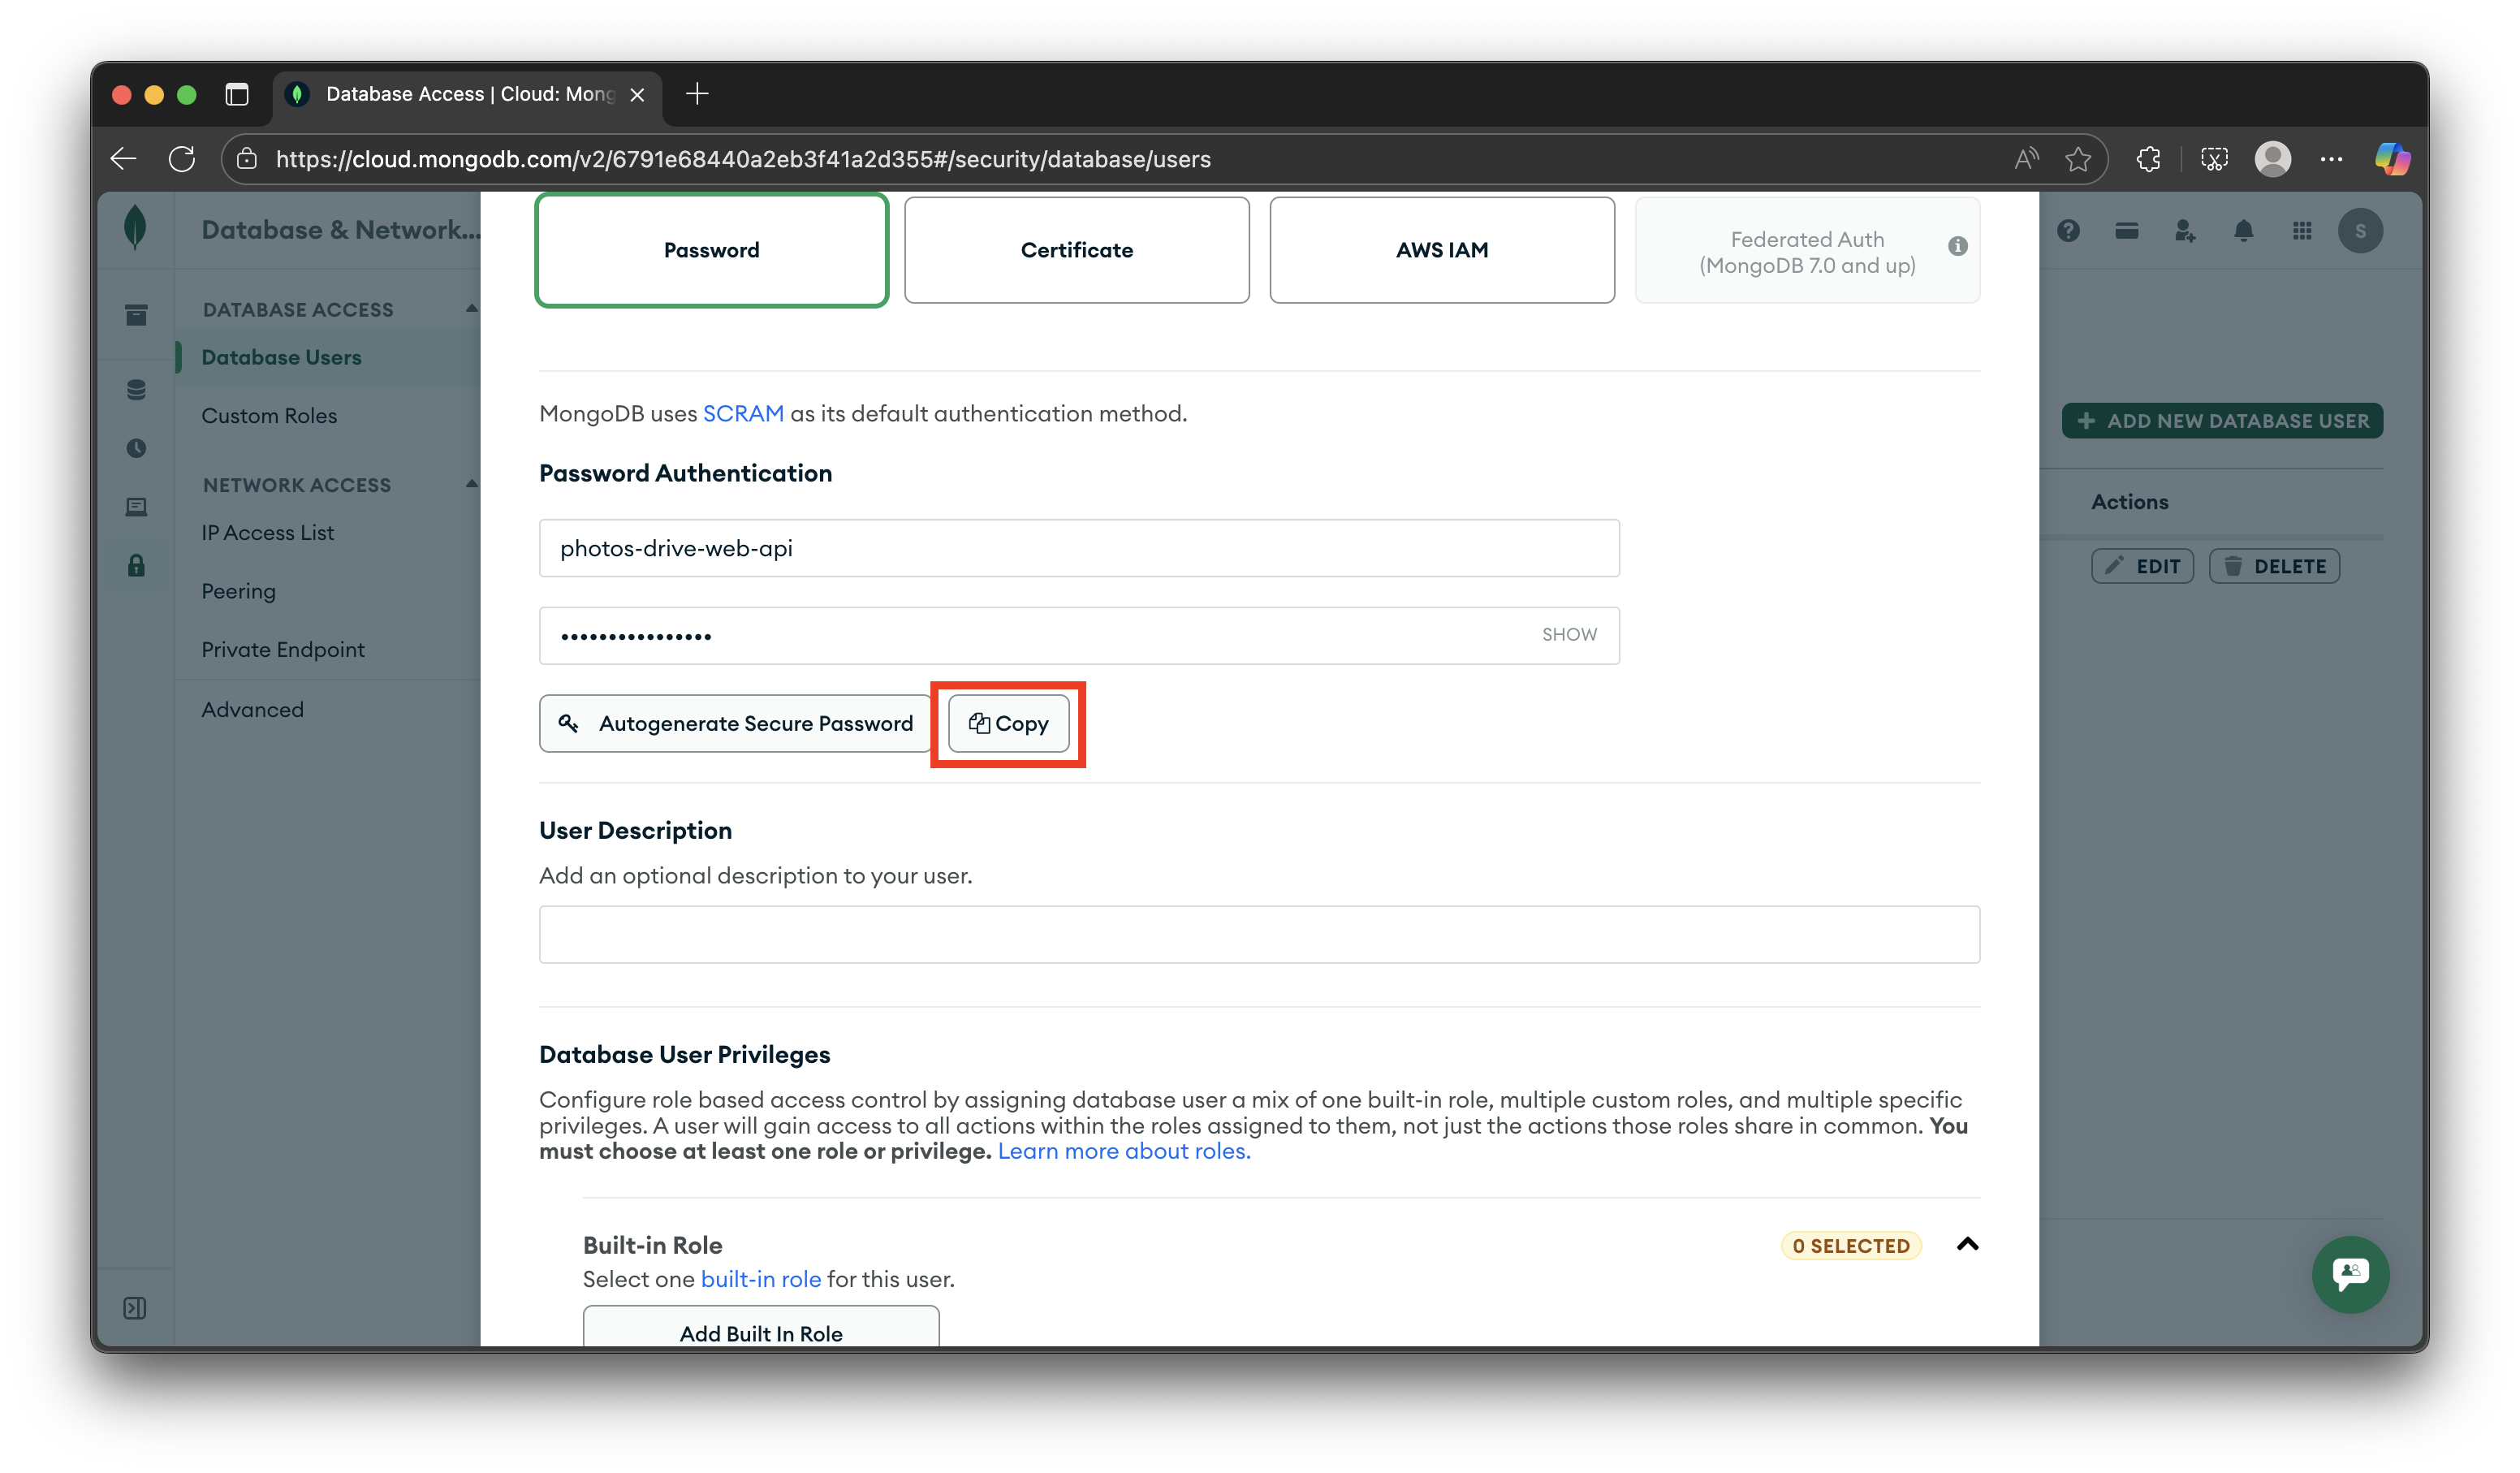 Database Access | Cloud: Mong
https://cloud.mongodb.com/v2/6791e68440a2eb3f41a2d355#/security/database/users
Database & Network...
S
DATABASE ACCESS
Database Users
Custom Roles
NETWORK ACCESS
IP Access List
Peering
Private Endpoint
Advanced
Password
Certificate
AWS IAM
Federated Auth
(MongoDB 7.0 and up)
MongoDB uses SCRAM as its default authentication method.
Password Authentication
photos-drive-web-api
••••••••••••••••
SHOW
Autogenerate Secure Password
Copy
User Description
Add an optional description to your user.
Database User Privileges
Configure role based access control by assigning database user a mix of one built-in role, multiple custom roles, and multiple specific
privileges. A user will gain access to all actions within the roles assigned to them, not just the actions those roles share in common. You
must choose at least one role or privilege. Learn more about roles.
Built-in Role
0 SELECTED
Select one built-in role for this user.
Add Built In Role
ADD NEW DATABASE USER
Actions
EDIT
DELETE